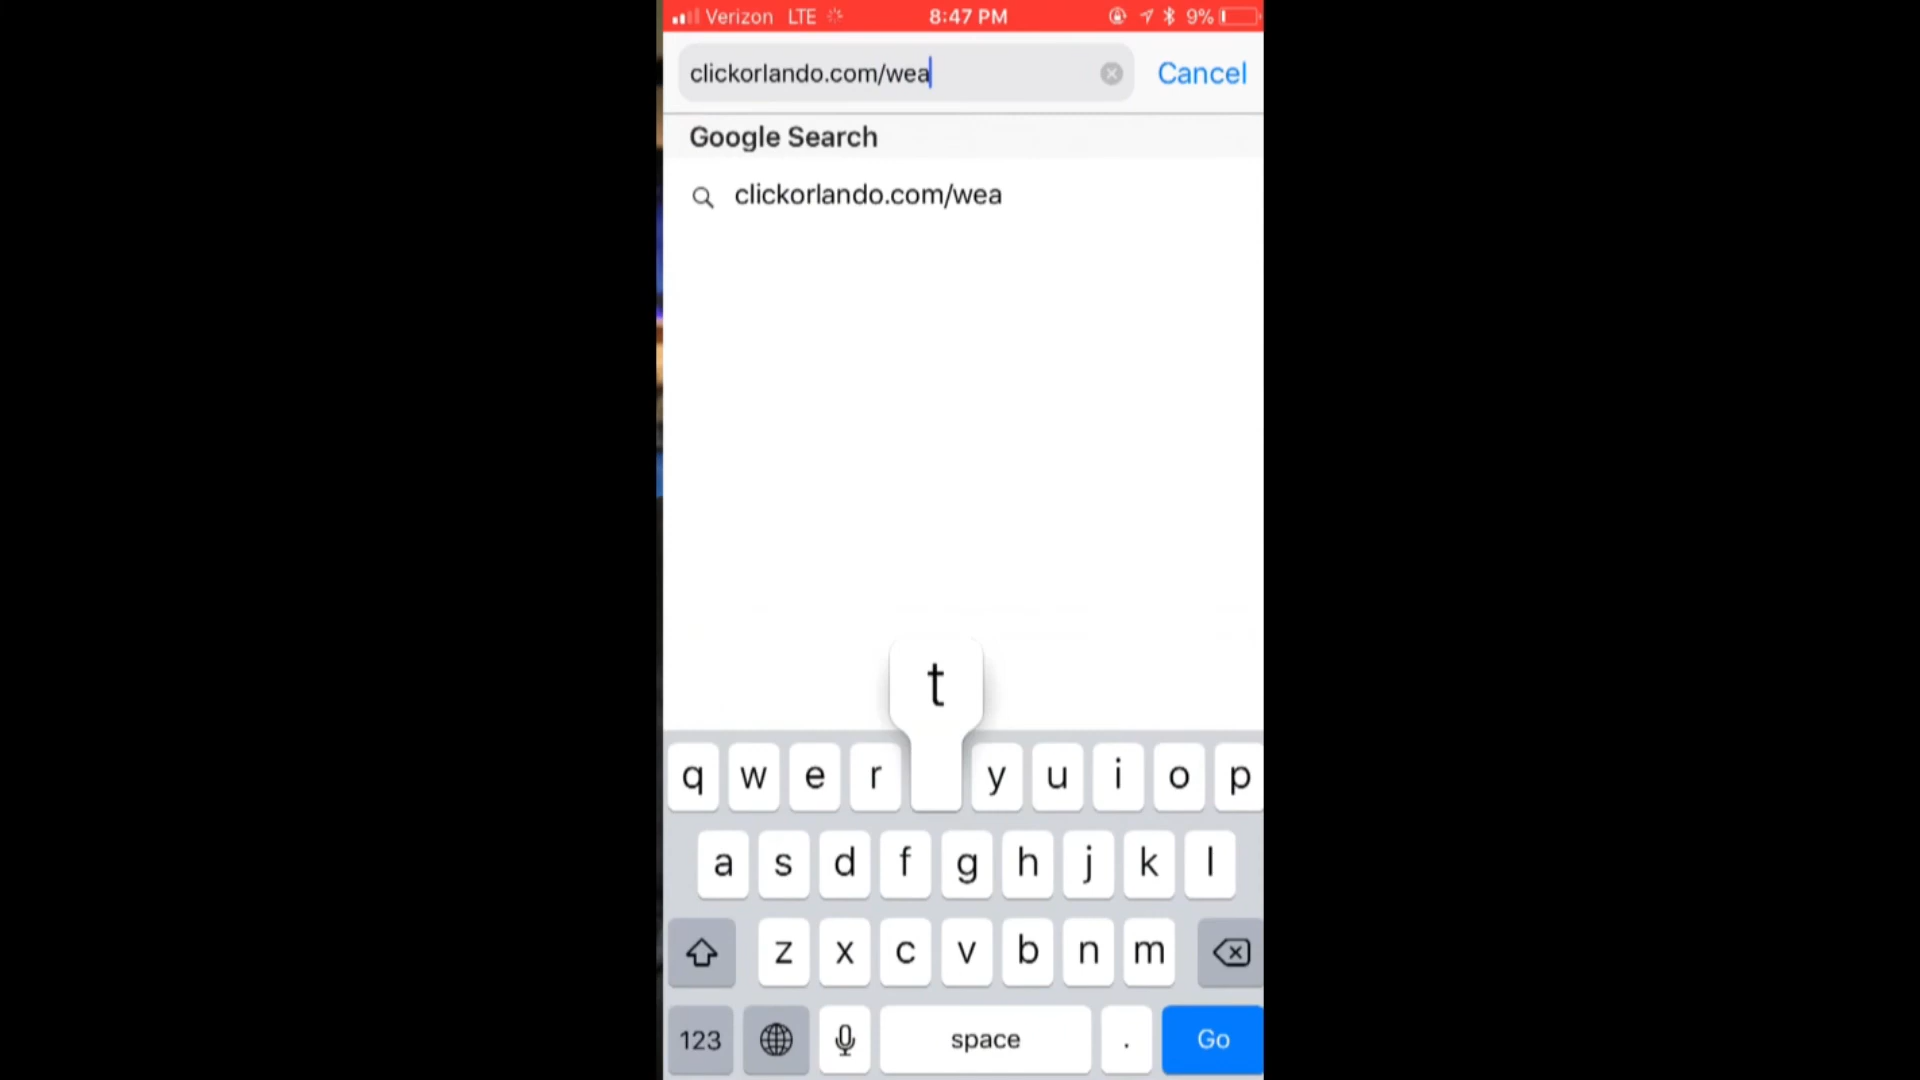 Verizon LTE 8:47 PM 9%
clickorlando.com/wea Cancel
Google Search
clickorlando.com/wea
t
q w e r y u i o p
a s d f g h j k l
z x c v b n m
123 space . Go